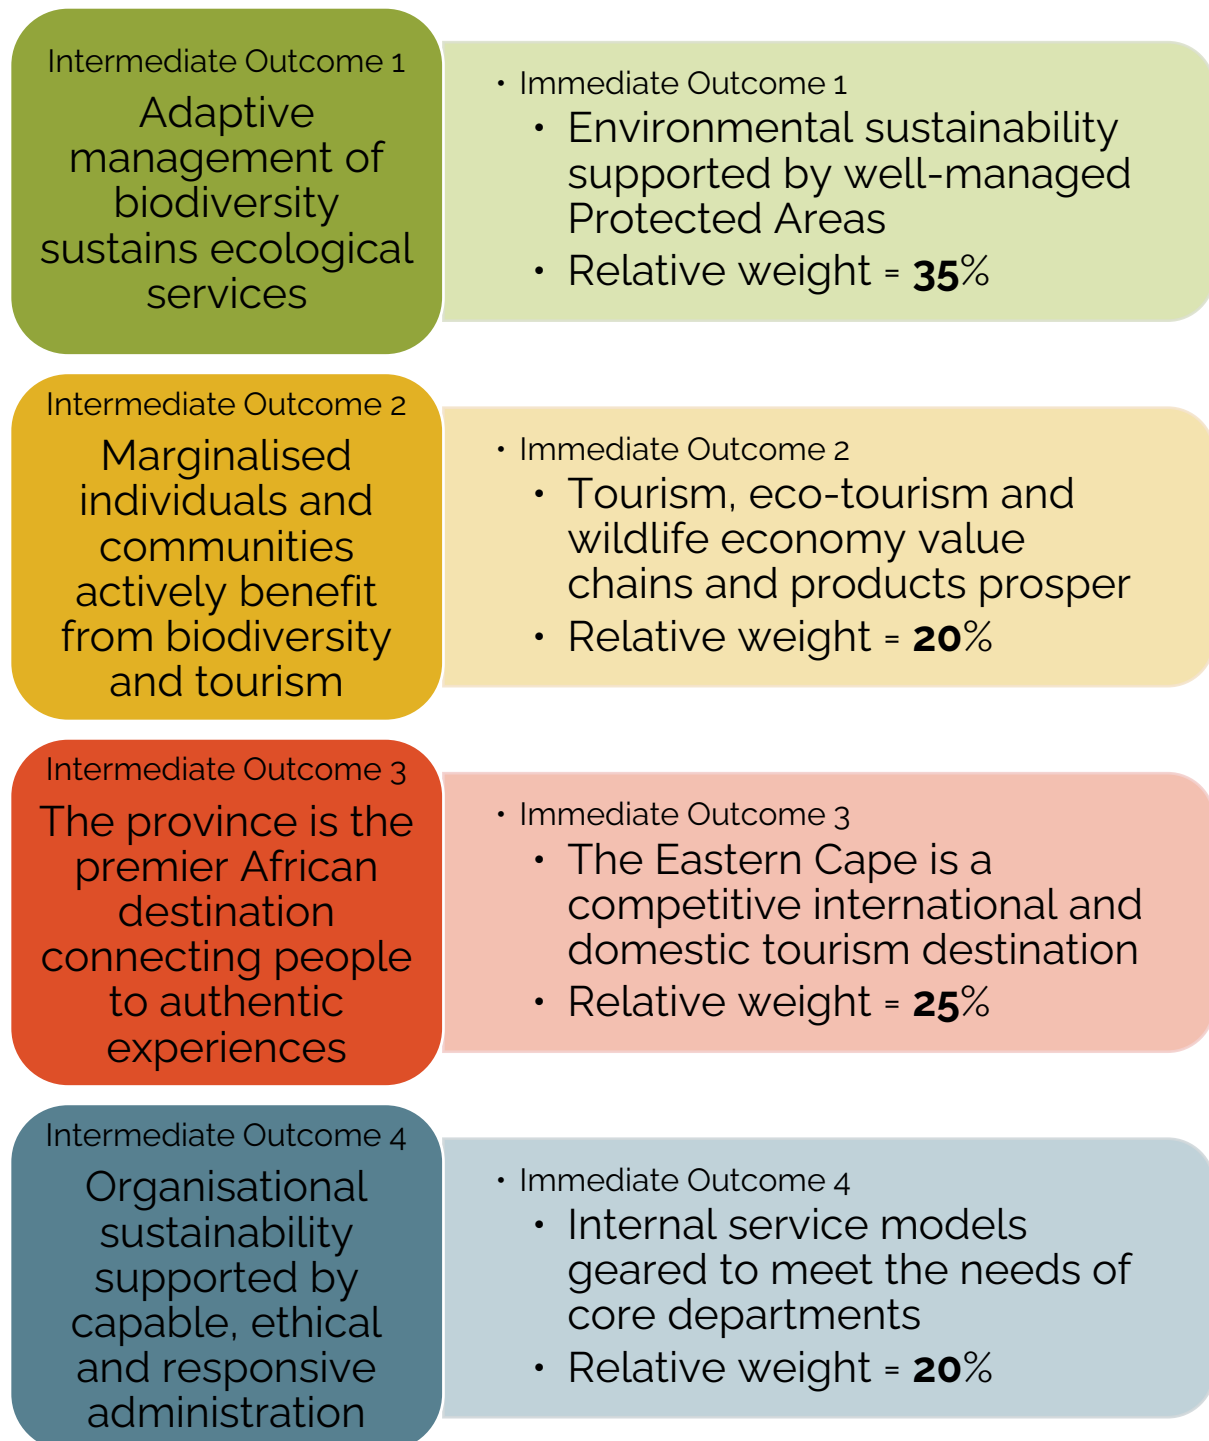 Intermediate Outcome 1
Adaptive
management of
biodiversity
sustains ecological
services
• Immediate Outcome 1
• Environmental sustainability
supported by well-managed
Protected Areas
• Relative weight = 35%
Intermediate Outcome 2
Marginalised
individuals and
communities
actively benefit
from biodiversity
and tourism
• Immediate Outcome 2
• Tourism, eco-tourism and
wildlife economy value
chains and products prosper
• Relative weight = 20%
Intermediate Outcome 3
The province is the
premier African
destination
connecting people
to authentic
experiences
• Immediate Outcome 3
• The Eastern Cape is a
competitive international and
domestic tourism destination
• Relative weight = 25%
Intermediate Outcome 4
Organisational
sustainability
supported by
capable, ethical
and responsive
administration
• Immediate Outcome 4
• Internal service models
geared to meet the needs of
core departments
• Relative weight = 20%